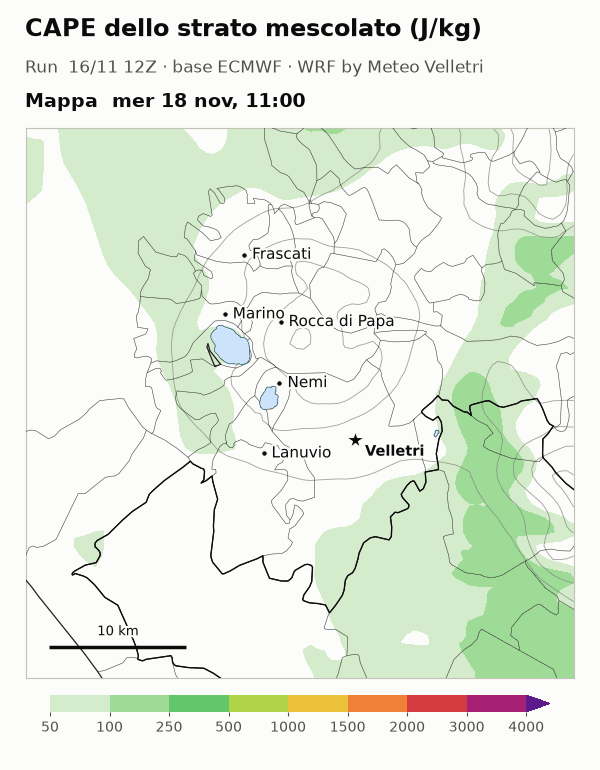 CAPE dello strato mescolato (J/kg)
Run  16/11 12Z · base ECMWF · WRF by Meteo Velletri
Mappa  mer 18 nov, 11:00
Frascati
Marino
Rocca di Papa
Nemi
Velletri
Lanuvio
10 km
50 100 250 500 1000 1500 2000 3000 4000